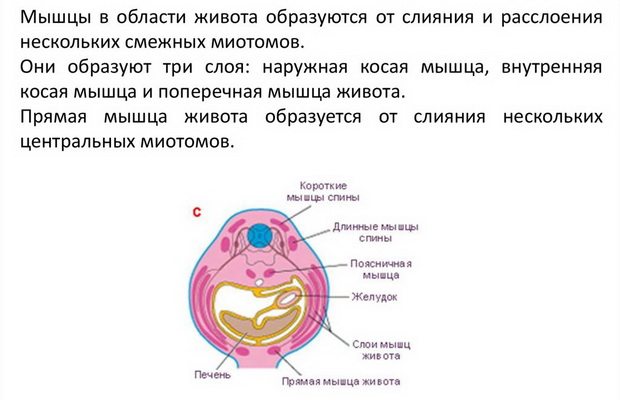 Мышцы в области живота образуются от слияния и расслоения
нескольких смежных миотомов.
Они образуют три слоя: наружная косая мышца, внутренняя
косая мышца и поперечная мышца живота.
Прямая мышца живота образуется от слияния нескольких
центральных миотомов.
Короткие
мышцы спины
C
Длинные мышцы
спины
Поясничная
мышца
Желудок
Слои мышц
живота
Печень
Прямая мышца живота